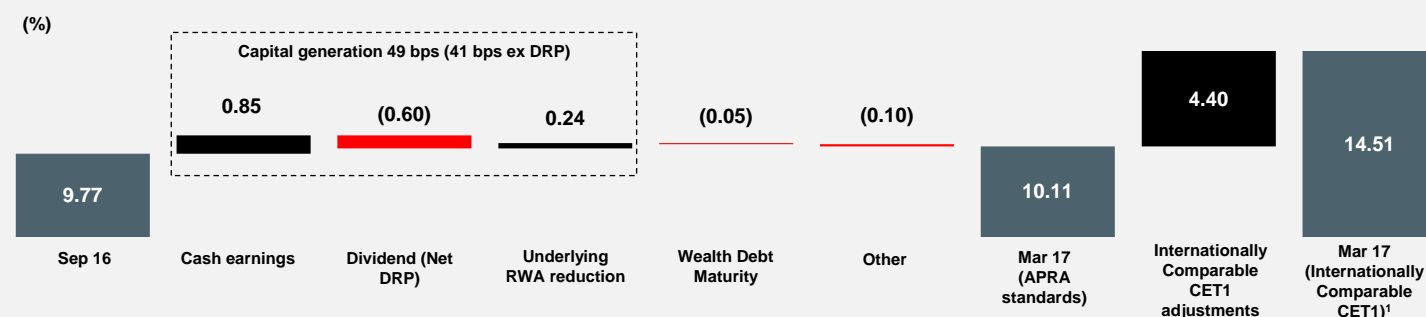 (%)
Capital generation 49 bps (41 bps ex DRP)
0.85
(0.60)
0.24
(0.05)
(0.10)
4.40
14.51
9.77
10.11
Sep 16
Cash earnings
Dividend (Net
DRP)
Underlying
RWA reduction
Wealth Debt
Maturity
Other
Mar 17
(APRA
standards)
Internationally
Comparable
CET1
adjustments
Mar 17
(Internationally
Comparable
CET1)¹